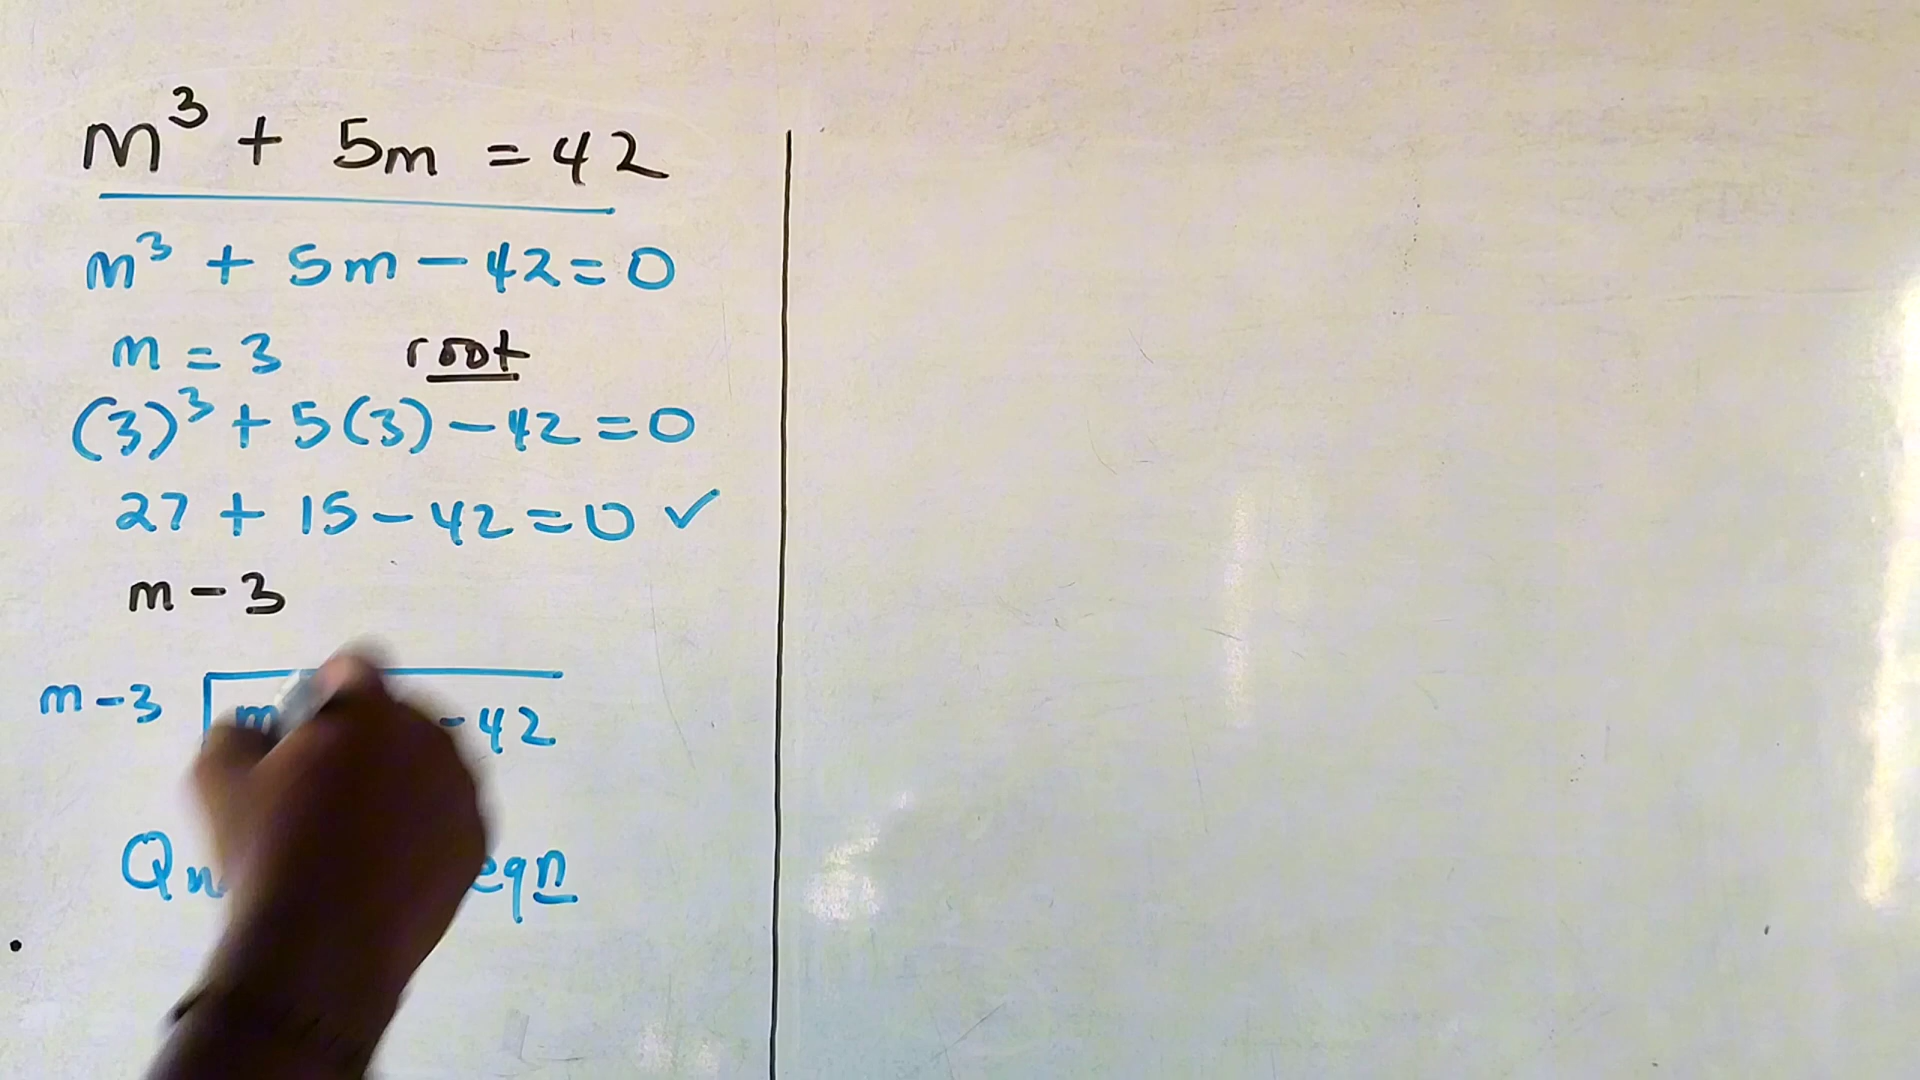 m³ + 5m = 42
m³ + 5m - 42 = 0
m = 3 root
(3)³ + 5(3) - 42 = 0
27 + 15 - 42 = 0 ✓
m - 3
m - 3 m - 42
eqn